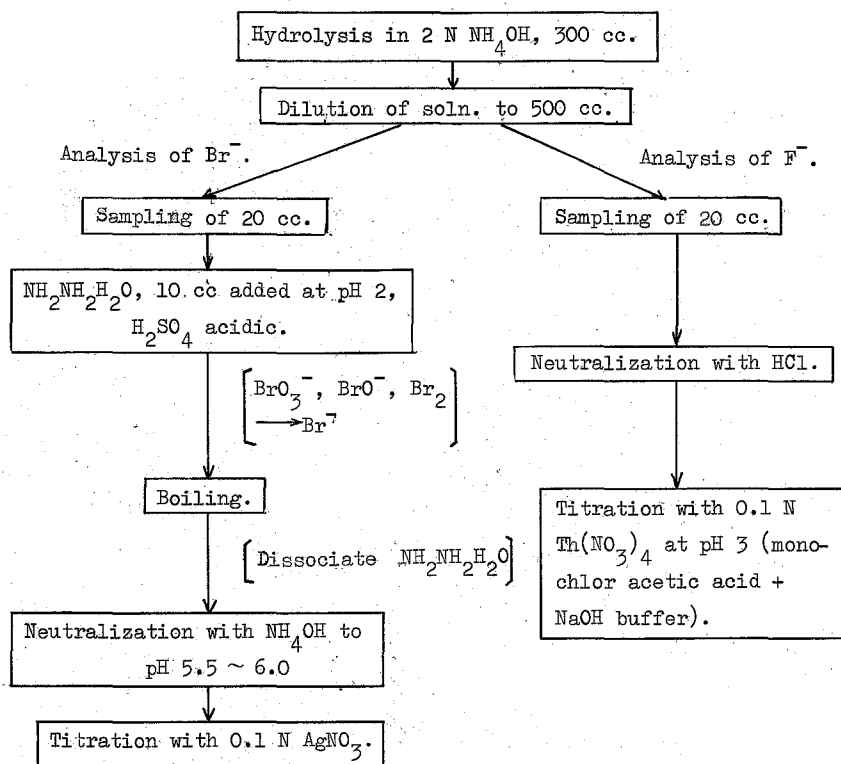 Hydrolysis in 2 N NH₄OH, 300 cc.
Dilution of soln. to 500 cc.
Analysis of Br⁻.
Sampling of 20 cc.
NH₂NH₂H₂O, 10 cc added at pH 2,
H₂SO₄ acidic.
BrO₃⁻, BrO⁻, Br₂
⟶Br⁻
Boiling.
[Dissociate NH₂NH₂H₂O]
Neutralization with NH₄OH to
pH 5.5 ~ 6.0
Titration with 0.1 N AgNO₃.
Analysis of F⁻.
Sampling of 20 cc.
Neutralization with HCl.
Titration with 0.1 N
Th(NO₃)₄ at pH 3 (mono-
chlor acetic acid +
NaOH buffer).